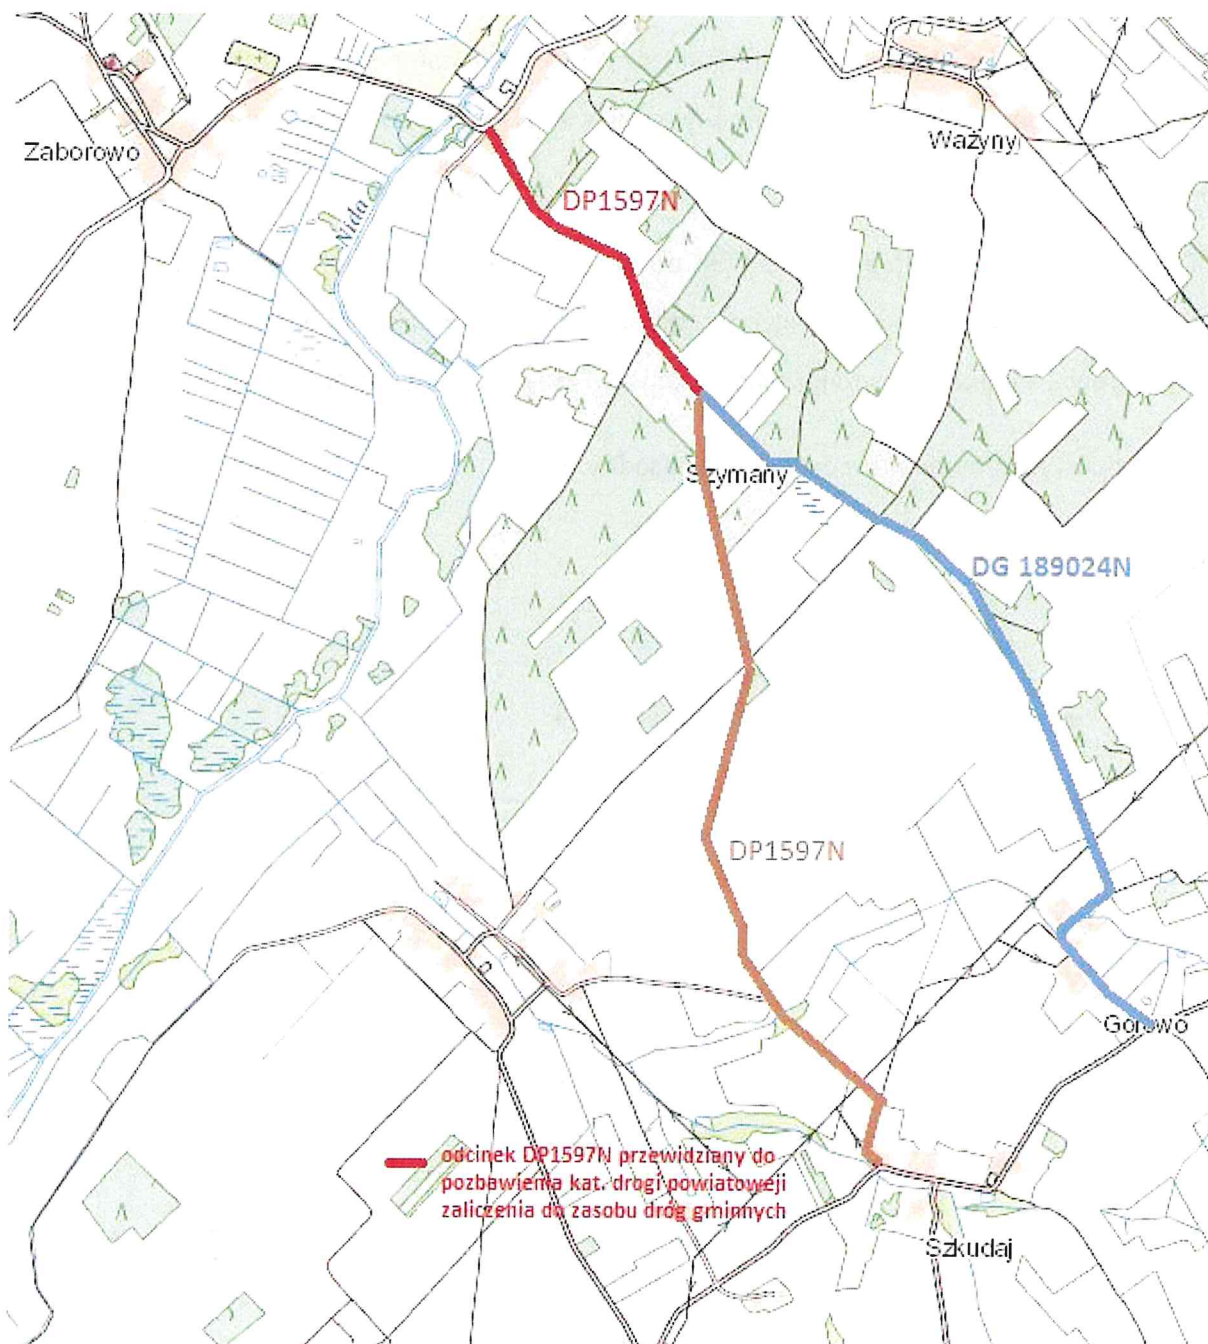 Zaborowo
Ważyny
DP1597N
Nida
Szymany
DG 189024N
DP1597N
Gorowo
odcinek DP1597N przewidziany do
pozbawienia kat. drogi powiatoweji
zaliczenia do zasobu dróg gminnych
Szkudaj